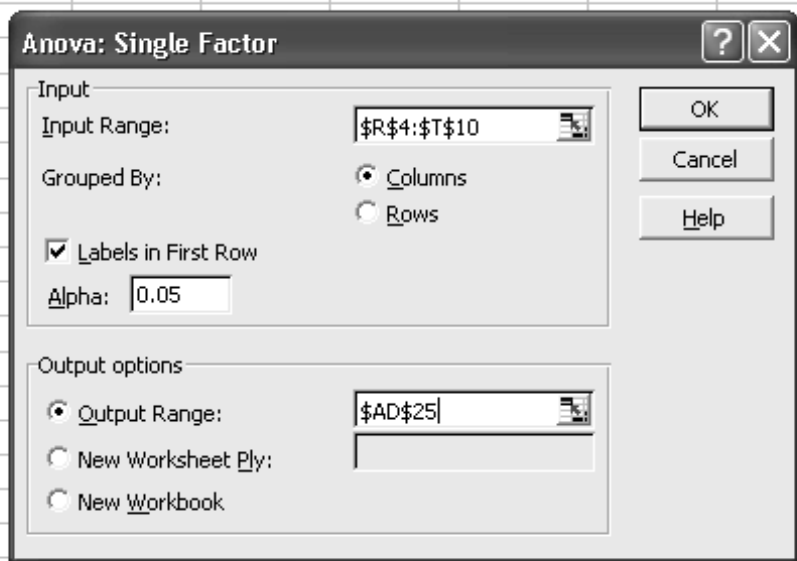 Anova: Single Factor
Input
Input Range: $R$4:$T$10
Grouped By: Columns
Rows
Labels in First Row
Alpha: 0.05
OK
Cancel
Help
Output options
Output Range: $AD$25
New Worksheet Ply:
New Workbook